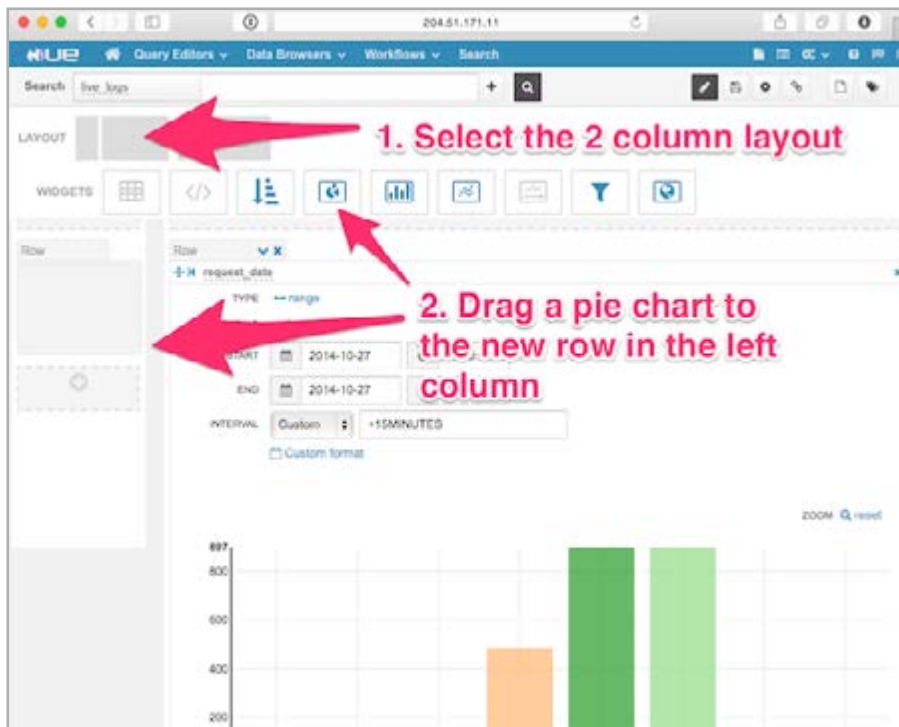 204.51.171.11
HUE Query Editors Data Browsers Workflows Search
Search live_logs
LAYOUT
1. Select the 2 column layout
WIDGETS
Row
Row
request_date
TYPE range
2. Drag a pie chart to
the new row in the left
column
START 2014-10-27
END 2014-10-27
INTERVAL Custom +15MINUTES
Custom format
ZOOM reset
697
800
600
400
200